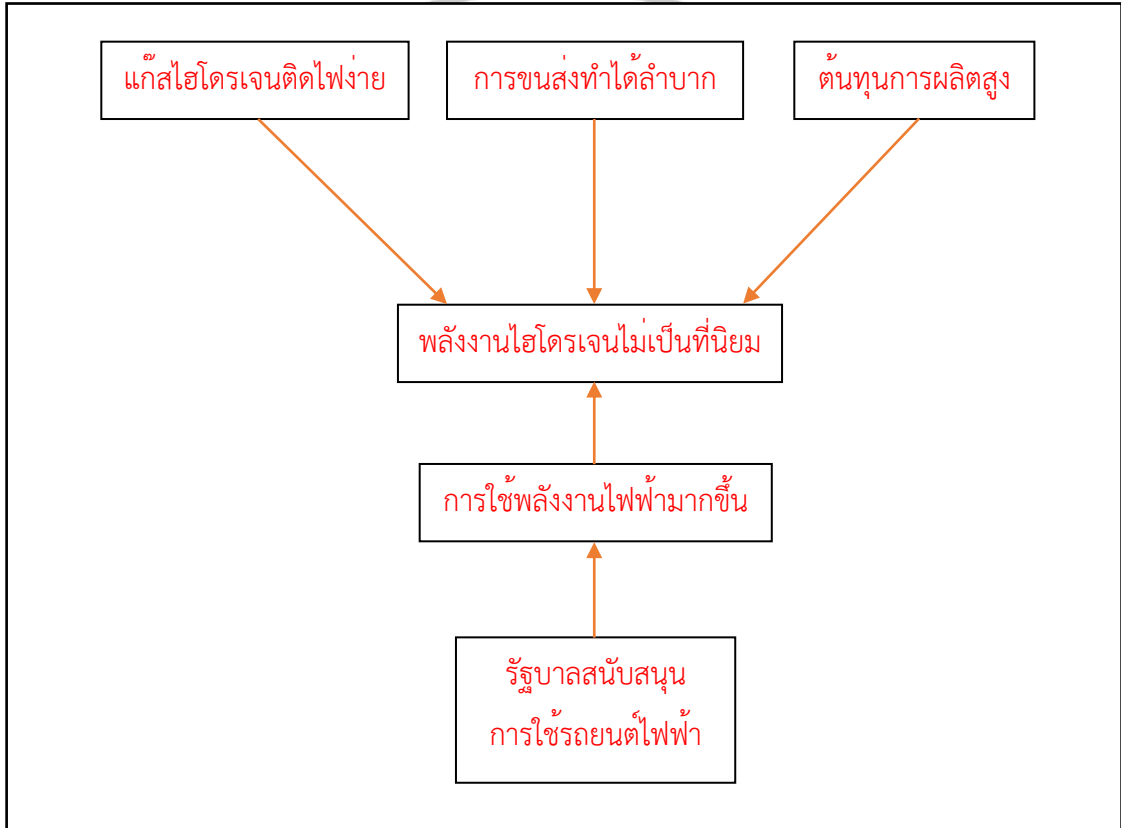 แก๊สไฮโดรเจนติดไฟง่าย
การขนส่งทำได้ลำบาก
ต้นทุนการผลิตสูง
พลังงานไฮโดรเจนไม่เป็นที่นิยม
การใช้พลังงานไฟฟ้ามากขึ้น
รัฐบาลสนับสนุน
การใช้รถยนต์ไฟฟ้า